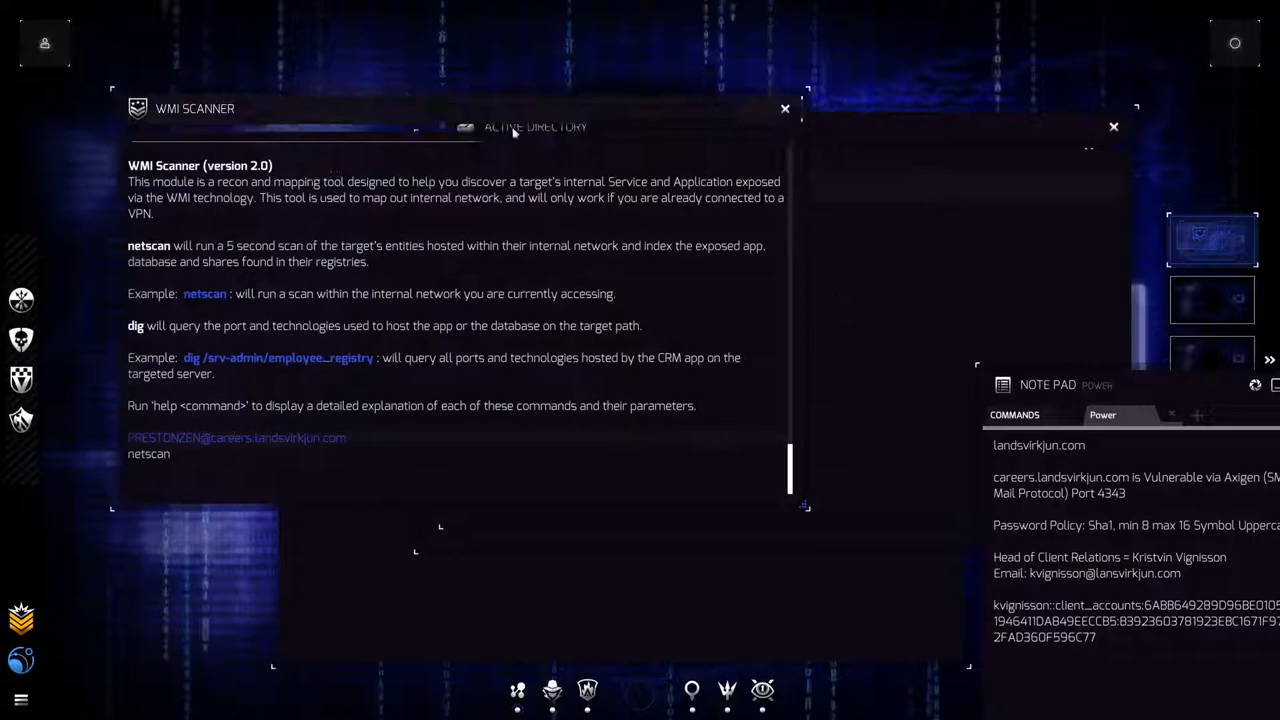 WMI SCANNER
ACTIVE DIRECTORY
WMI Scanner (version 2.0)
This module is a recon and mapping tool designed to help you discover a target's internal Service and Application exposed
via the WMI technology. This tool is used to map out internal network, and will only work if you are already connected to a
VPN.
netscan will run a 5 second scan of the target's entities hosted within their internal network and index the exposed app,
database and shares found in their registries.
Example: netscan : will run a scan within the internal network you are currently accessing.
dig will query the port and technologies used to host the app or the database on the target path.
Example: dig /srv-admin/employee_registry : will query all ports and technologies hosted by the CRM app on the
targeted server.
Run 'help <command>' to display a detailed explanation of each of these commands and their parameters.
PRESTONZEN@careers.landsvirkjun.com
netscan
NOTE PAD POWER
COMMANDS Power
landsvirkjun.com
careers.landsvirkjun.com is Vulnerable via Axigen (SM
Mail Protocol) Port 4343
Password Policy: Sha1, min 8 max 16 Symbol Upperca
Head of Client Relations = Kristvin Vignisson
Email: kvignisson@lansvirkjun.com
kvignisson::client_accounts:6ABB649289D96BE0105
1946411DA849EECCB5:B3923603781923EBC1671F97
2FAD360F596C77